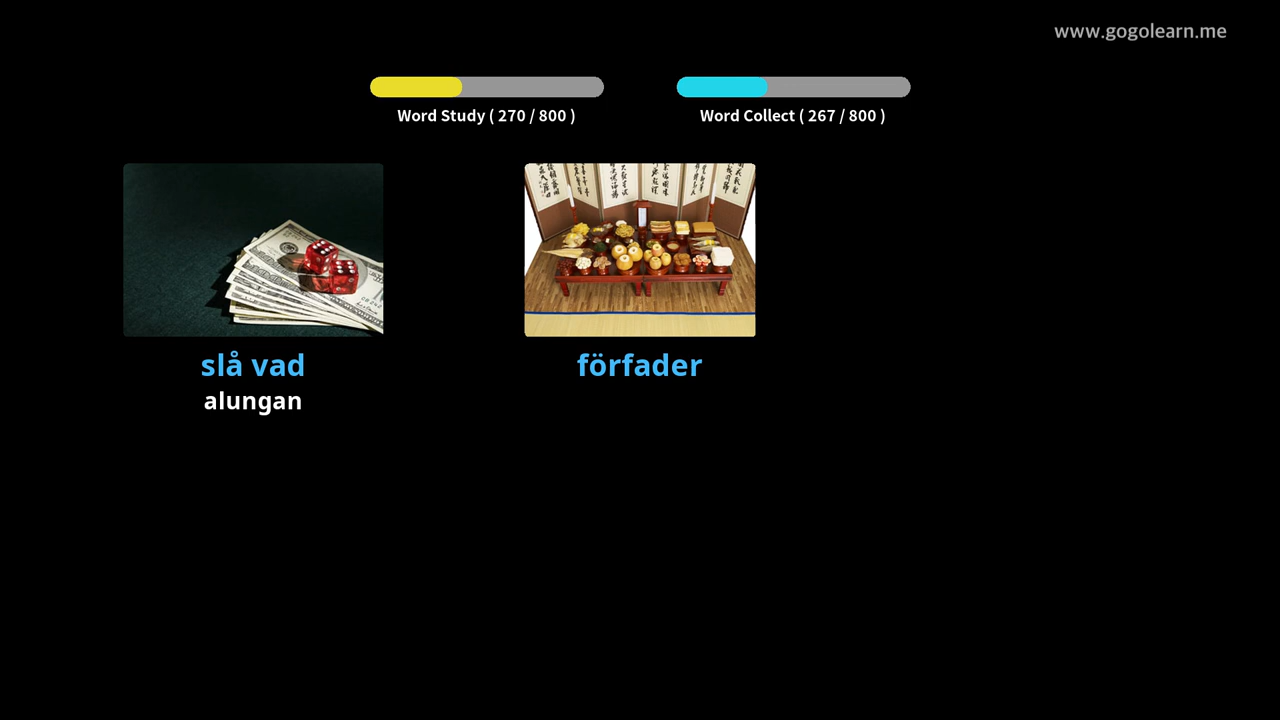 www.gogolearn.me
Word Study ( 270 / 800 )
Word Collect ( 267 / 800 )
slå vad
alungan
förfader